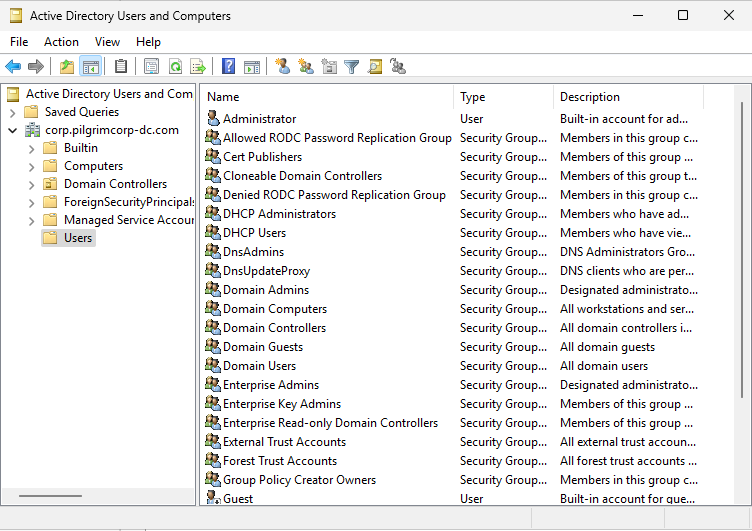 Active Directory Users and Computers
File Action View Help
Active Directory Users and Com
Saved Queries
corp.pilgrimcorp-dc.com
Builtin
Computers
Domain Controllers
ForeignSecurityPrincipals
Managed Service Accour
Users
Name Type Description
Administrator User Built-in account for ad...
Allowed RODC Password Replication Group Security Group... Members in this group c...
Cert Publishers Security Group... Members of this group ...
Cloneable Domain Controllers Security Group... Members of this group t...
Denied RODC Password Replication Group Security Group... Members in this group c...
DHCP Administrators Security Group... Members who have ad...
DHCP Users Security Group... Members who have vie...
DnsAdmins Security Group... DNS Administrators Gro...
DnsUpdateProxy Security Group... DNS clients who are per...
Domain Admins Security Group... Designated administrato...
Domain Computers Security Group... All workstations and ser...
Domain Controllers Security Group... All domain controllers i...
Domain Guests Security Group... All domain guests
Domain Users Security Group... All domain users
Enterprise Admins Security Group... Designated administrato...
Enterprise Key Admins Security Group... Members of this group ...
Enterprise Read-only Domain Controllers Security Group... Members of this group ...
External Trust Accounts Security Group... All external trust accoun...
Forest Trust Accounts Security Group... All forest trust accounts ...
Group Policy Creator Owners Security Group... Members in this group c...
Guest User Built-in account for gue...